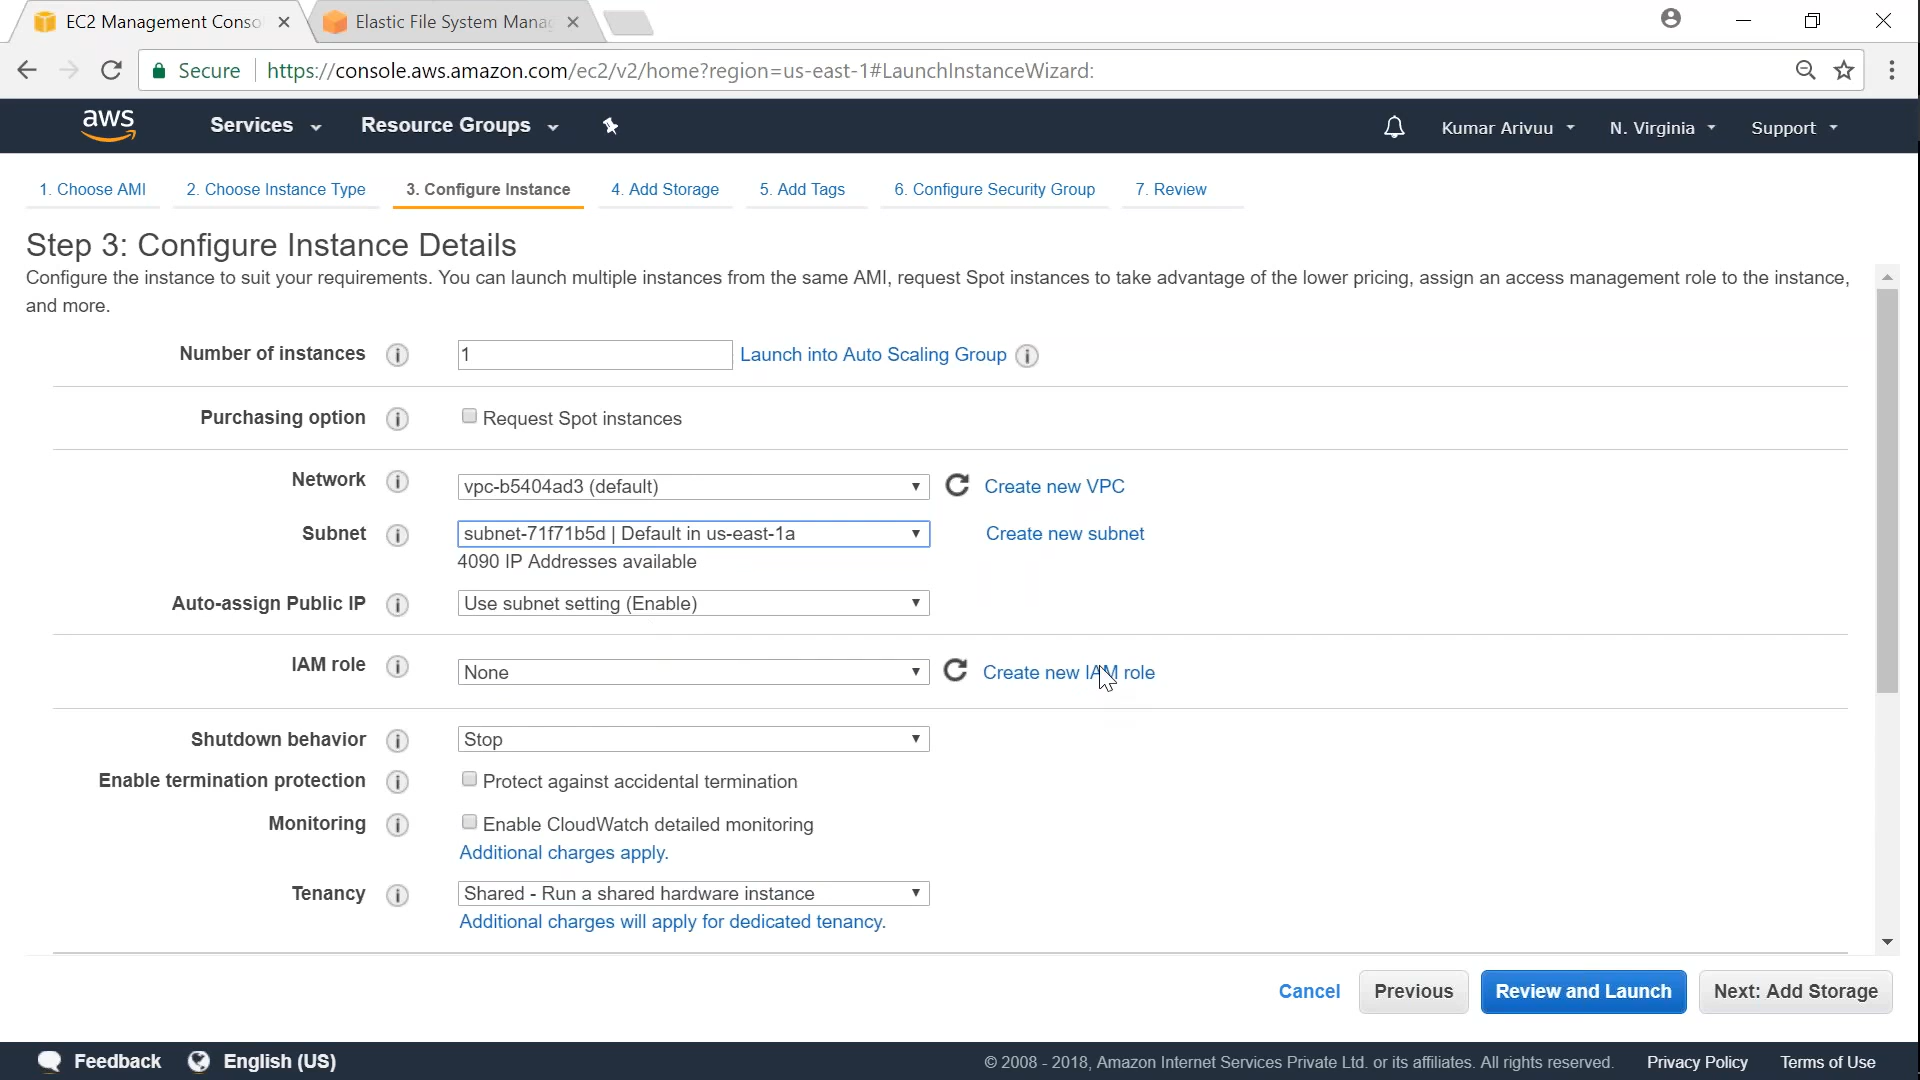 EC2 Management Conso
Elastic File System Mana
Secure
https://console.aws.amazon.com/ec2/v2/home?region=us-east-1#LaunchInstanceWizard:
aws
Services
Resource Groups
Kumar Arivuu
N. Virginia
Support
1. Choose AMI
2. Choose Instance Type
3. Configure Instance
4. Add Storage
5. Add Tags
6. Configure Security Group
7. Review
Step 3: Configure Instance Details
Configure the instance to suit your requirements. You can launch multiple instances from the same AMI, request Spot instances to take advantage of the lower pricing, assign an access management role to the instance,
and more.
Number of instances
1
Launch into Auto Scaling Group
Purchasing option
Request Spot instances
Network
vpc-b5404ad3 (default)
Create new VPC
Subnet
subnet-71f71b5d | Default in us-east-1a
Create new subnet
4090 IP Addresses available
Auto-assign Public IP
Use subnet setting (Enable)
IAM role
None
Create new IAM role
Shutdown behavior
Stop
Enable termination protection
Protect against accidental termination
Monitoring
Enable CloudWatch detailed monitoring
Additional charges apply.
Tenancy
Shared - Run a shared hardware instance
Additional charges will apply for dedicated tenancy.
Cancel
Previous
Review and Launch
Next: Add Storage
Feedback
English (US)
© 2008 - 2018, Amazon Internet Services Private Ltd. or its affiliates. All rights reserved.
Privacy Policy
Terms of Use